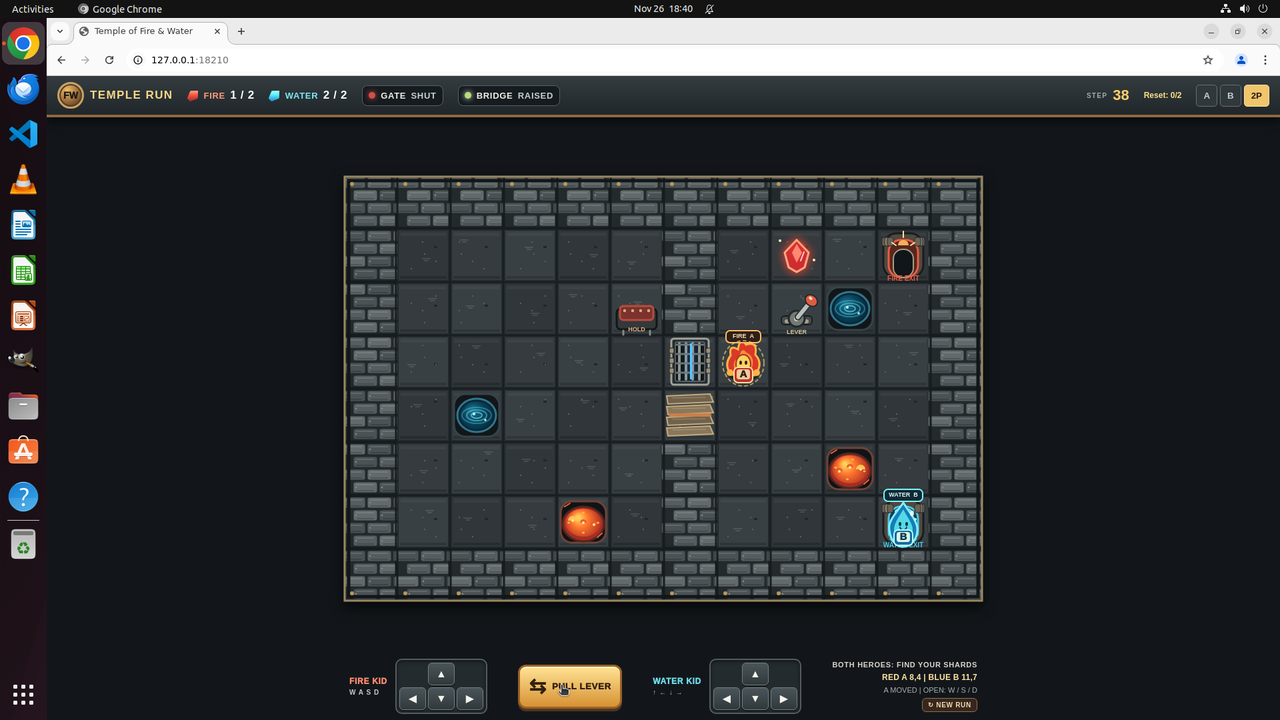 Activities
Google Chrome
Nov 26 18:40
Temple of Fire & Water
127.0.0.1:18210
FW
TEMPLE RUN
FIRE 1 / 2
WATER 2 / 2
GATE SHUT
BRIDGE RAISED
STEP 38
Reset: 0/2
A
B
2P
FIRE EXIT
HOLD
LEVER
FIRE A
A
WATER B
B
FIRE KID
W A S D
PULL LEVER
WATER KID
↑ ← ↓ →
BOTH HEROES: FIND YOUR SHARDS
RED A 8,4 | BLUE B 11,7
A MOVED | OPEN: W / S / D
↻ NEW RUN